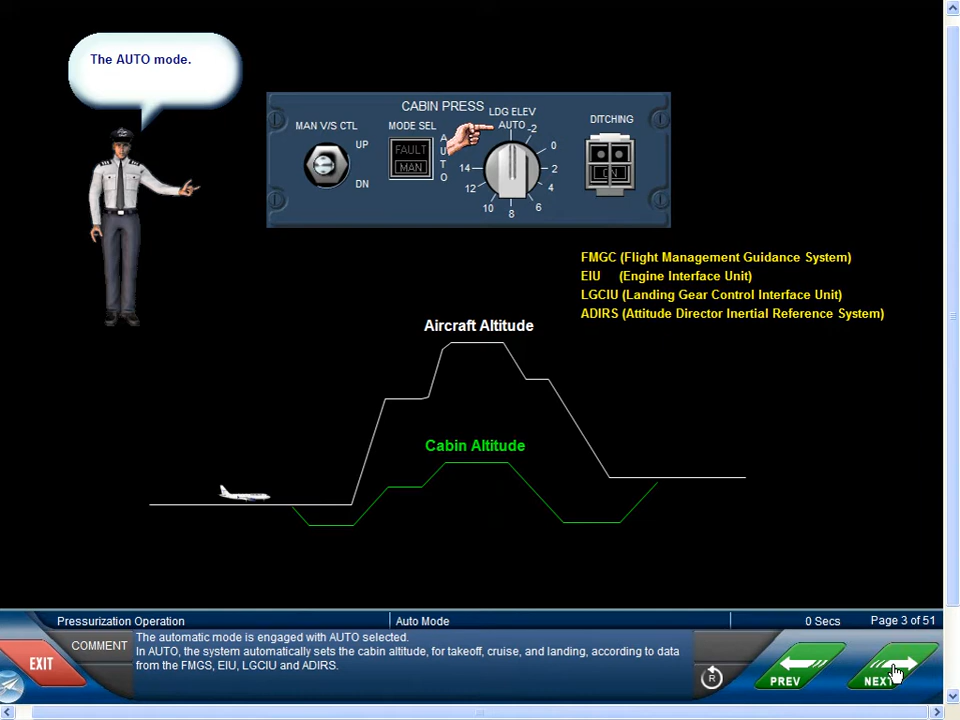 The AUTO mode.
CABIN PRESS
LDG ELEV
MAN V/S CTL
MODE SEL
AUTO
DITCHING
-2
UP
FAULT
A
U
T
O
0
14
MAN
2
ON
DN
12
4
10
6
8
FMGC (Flight Management Guidance System)
EIU (Engine Interface Unit)
LGCIU (Landing Gear Control Interface Unit)
ADIRS (Attitude Director Inertial Reference System)
Aircraft Altitude
Cabin Altitude
Pressurization Operation
Auto Mode
0 Secs
Page 3 of 51
EXIT
COMMENT
The automatic mode is engaged with AUTO selected.
In AUTO, the system automatically sets the cabin altitude, for takeoff, cruise, and landing, according to data
from the FMGS, EIU, LGCIU and ADIRS.
R
PREV
NEXT